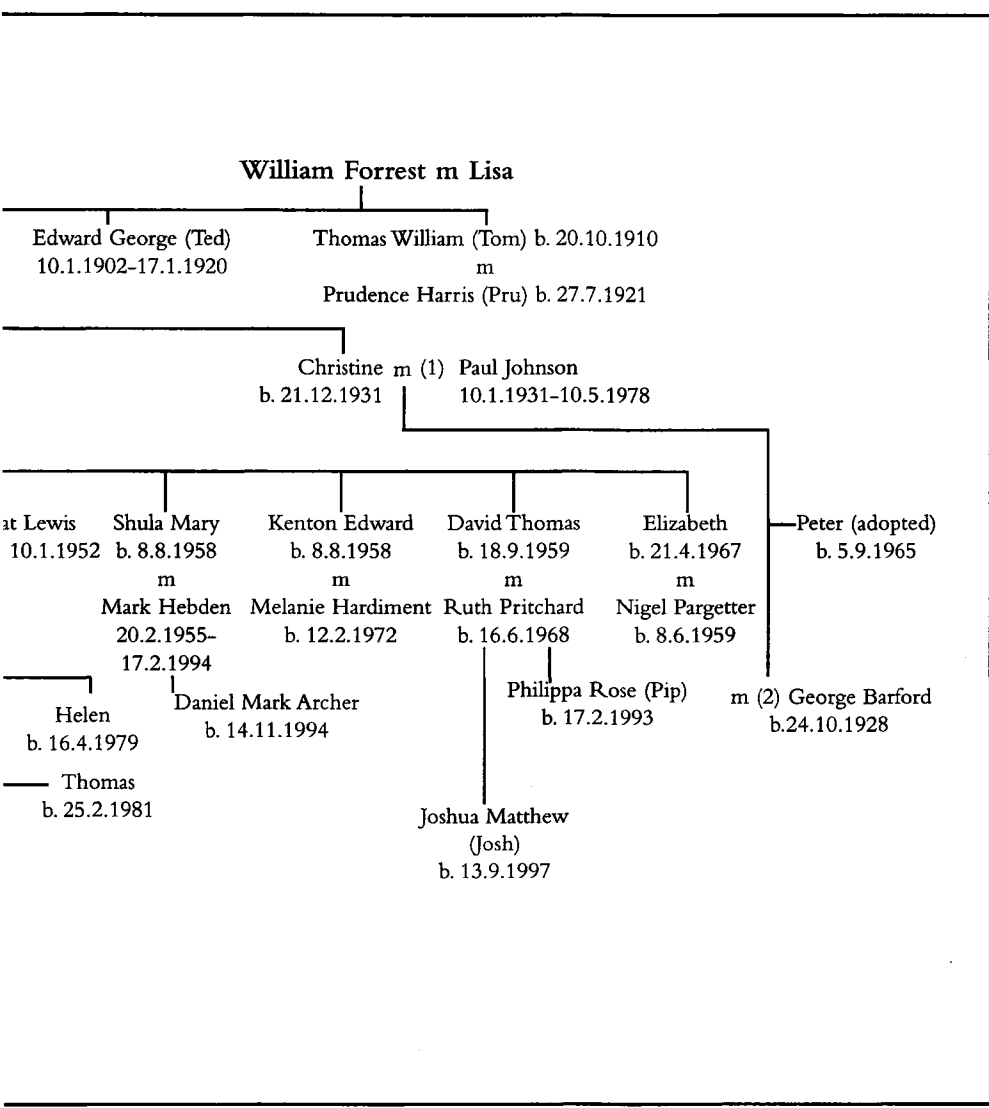 William Forrest m Lisa
Edward George (Ted)
10.1.1902–17.1.1920
Thomas William (Tom) b. 20.10.1910
m
Prudence Harris (Pru) b. 27.7.1921
Christine m (1) Paul Johnson
b. 21.12.1931 10.1.1931–10.5.1978
at Lewis
10.1.1952
Shula Mary
b. 8.8.1958
m
Mark Hebden
20.2.1955–
17.2.1994
Kenton Edward
b. 8.8.1958
m
Melanie Hardiment
b. 12.2.1972
David Thomas
b. 18.9.1959
m
Ruth Pritchard
b. 16.6.1968
Elizabeth
b. 21.4.1967
m
Nigel Pargetter
b. 8.6.1959
Peter (adopted)
b. 5.9.1965
Helen
b. 16.4.1979
Daniel Mark Archer
b. 14.11.1994
Philippa Rose (Pip)
b. 17.2.1993
m (2) George Barford
b.24.10.1928
Thomas
b. 25.2.1981
Joshua Matthew
(Josh)
b. 13.9.1997